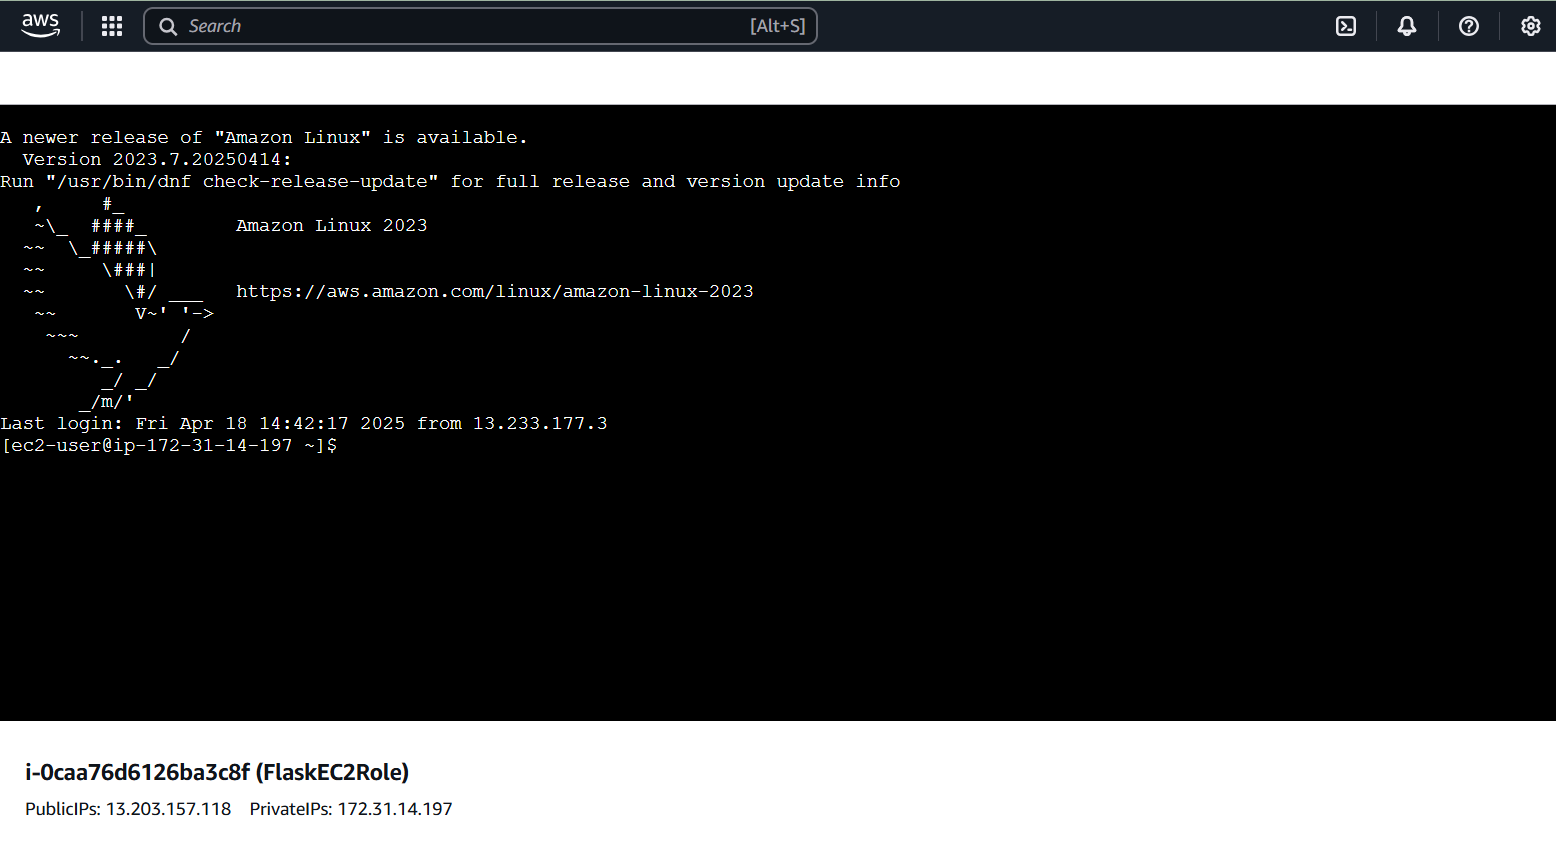 aws
Search [Alt+S]
A newer release of "Amazon Linux" is available.
  Version 2023.7.20250414:
Run "/usr/bin/dnf check-release-update" for full release and version update info
   ,     #_
   ~\_  ####_        Amazon Linux 2023
  ~~  \_#####\
  ~~     \###|
  ~~       \#/ ___   https://aws.amazon.com/linux/amazon-linux-2023
   ~~       V~' '->
    ~~~         /
      ~~._.   _/
         _/ _/
       _/m/'
Last login: Fri Apr 18 14:42:17 2025 from 13.233.177.3
[ec2-user@ip-172-31-14-197 ~]$
i-0caa76d6126ba3c8f (FlaskEC2Role)
PublicIPs: 13.203.157.118 PrivateIPs: 172.31.14.197